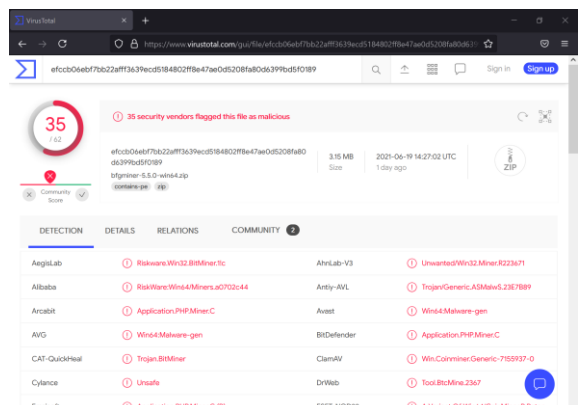 VirusTotal
https://www.virustotal.com/gui/file/efccb06ebf7bb22afff3639ecd5184802ff8e47ae0d5208fa80d63
efccb06ebf7bb22afff3639ecd5184802ff8e47ae0d5208fa80d6399bd5f0189 Sign in Sign up
35
/ 62
35 security vendors flagged this file as malicious
efccb06ebf7bb22afff3639ecd5184802ff8e47ae0d5208fa80
d6399bd5f0189
bfgminer-5.5.0-win64.zip
contains-pe zip
3.15 MB
Size
2021-06-19 14:27:02 UTC
1 day ago
ZIP
Community
Score
DETECTION DETAILS RELATIONS COMMUNITY 2
AegisLab Riskware.Win32.BitMiner.1!c AhnLab-V3 Unwanted/Win32.Miner.R223671
Alibaba RiskWare:Win64/Miners.a0702c44 Antiy-AVL Trojan/Generic.ASMalwS.23E7B89
Arcabit Application.PHP.Miner.C Avast Win64:Malware-gen
AVG Win64:Malware-gen BitDefender Application.PHP.Miner.C
CAT-QuickHeal Trojan.BitMiner ClamAV Win.Coinminer.Generic-7155937-0
Cylance Unsafe DrWeb Tool.BtcMine.2367